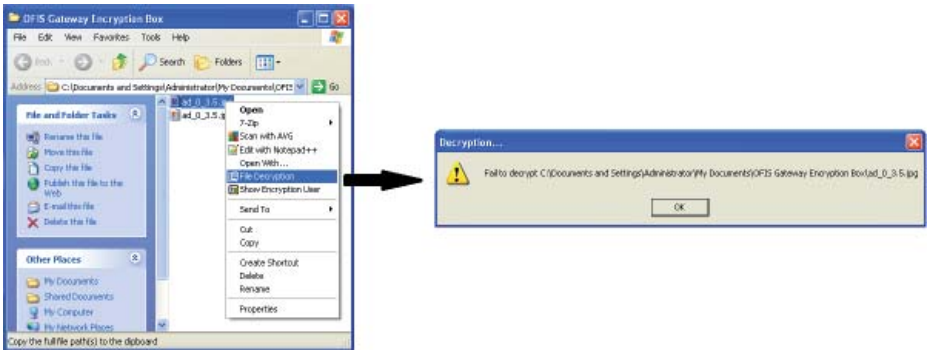 OFIS Gateway Encryption Box
File Edit View Favorites Tools Help
Back Search Folders
Address C:\Documents and Settings\Administrator\My Documents\OFIS Go
File and Folder Tasks
Rename this file
Move this file
Copy this file
Publish this file to the
Web
E-mail this file
Delete this file
Other Places
My Documents
Shared Documents
My Computer
My Network Places
Copy the full file path(s) to the clipboard
ad_0_3.5.jpg
ad_0_3.5.
Open
7-Zip
Scan with AVG
Edit with Notepad++
Open With...
File Decryption
Show Encryption User
Send To
Cut
Copy
Create Shortcut
Delete
Rename
Properties
Decryption...
Fail to decrypt C:\Documents and Settings\Administrator\My Documents\OFIS Gateway Encryption Box\ad_0_3.5.jpg
OK